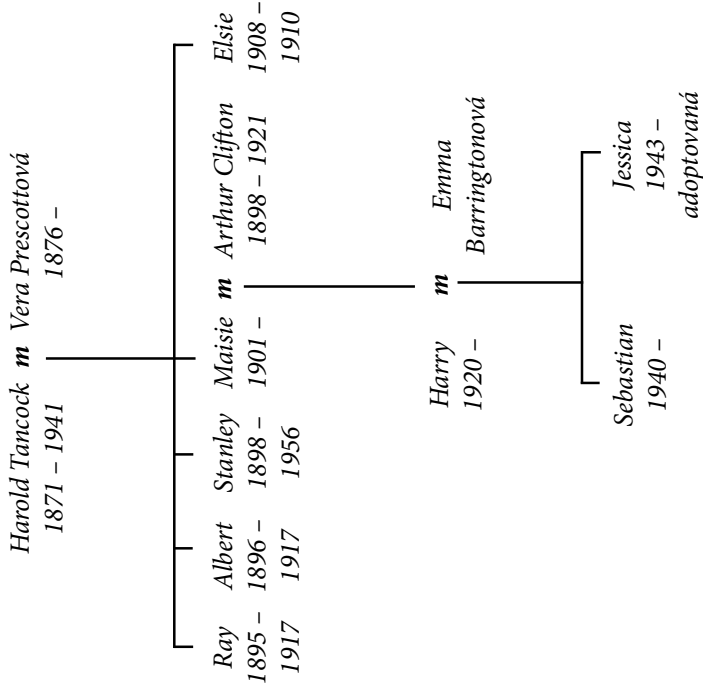 Harold Tancock m Vera Prescottová
1871 – 1941 1876 –
Ray Albert Stanley Maisie m Arthur Clifton Elsie
1895 – 1896 – 1898 – 1901 – 1898 – 1921 1908 –
1917 1917 1956 1910
Harry m Emma
1920 – Barringtonová
Sebastian Jessica
1940 – 1943 –
adoptovaná